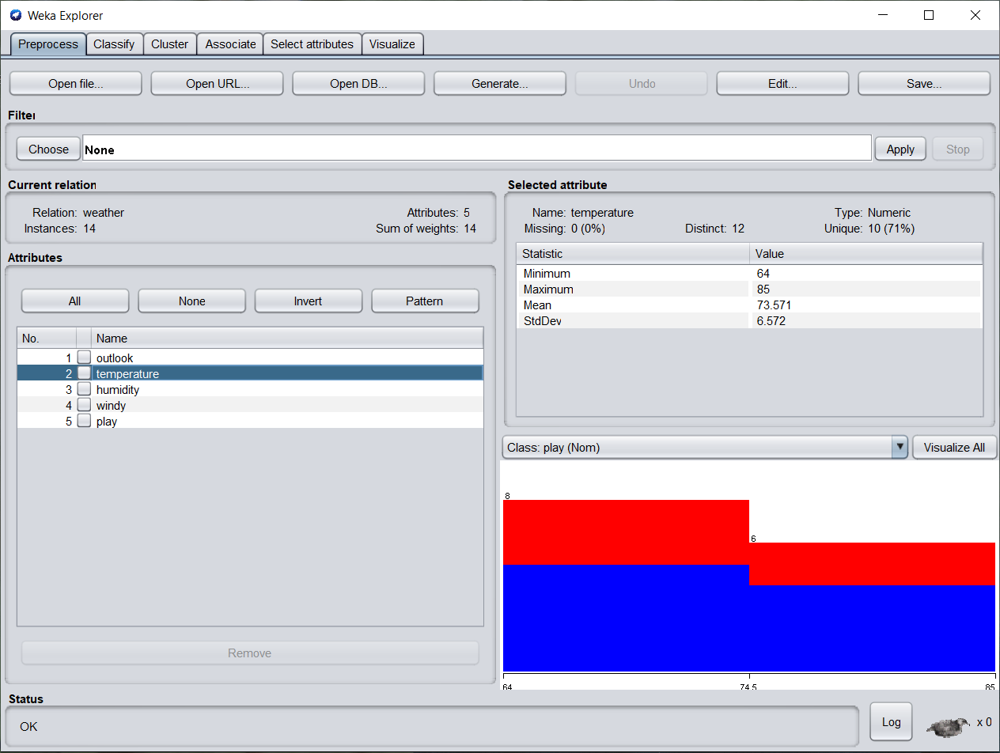 Weka Explorer
Preprocess Classify Cluster Associate Select attributes Visualize
Open file... Open URL... Open DB... Generate... Undo Edit... Save...
Filter
Choose None Apply Stop
Current relation
Relation: weather Attributes: 5
Instances: 14 Sum of weights: 14
Attributes
All None Invert Pattern
No. Name
1 outlook
2 temperature
3 humidity
4 windy
5 play
Remove
Selected attribute
Name: temperature Type: Numeric
Missing: 0 (0%) Distinct: 12 Unique: 10 (71%)
Statistic Value
Minimum 64
Maximum 85
Mean 73.571
StdDev 6.572
Class: play (Nom) Visualize All
8
6
64 74.5 85
Status
OK
Log x 0